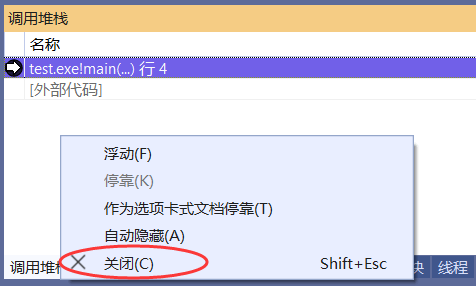 调用堆栈
名称
test.exe!main(...) 行 4
[外部代码]
浮动(F)
停靠(K)
作为选项卡式文档停靠(T)
自动隐藏(A)
关闭(C) Shift+Esc
调用堆栈 线程